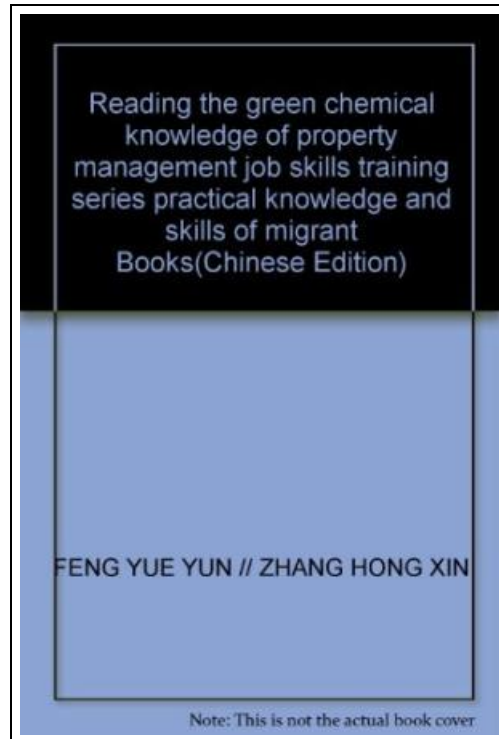 Reading the green chemical
knowledge of property
management job skills training
series practical knowledge and
skills of migrant
Books(Chinese Edition)
FENG YUE YUN // ZHANG HONG XIN
Note: This is not the actual book cover